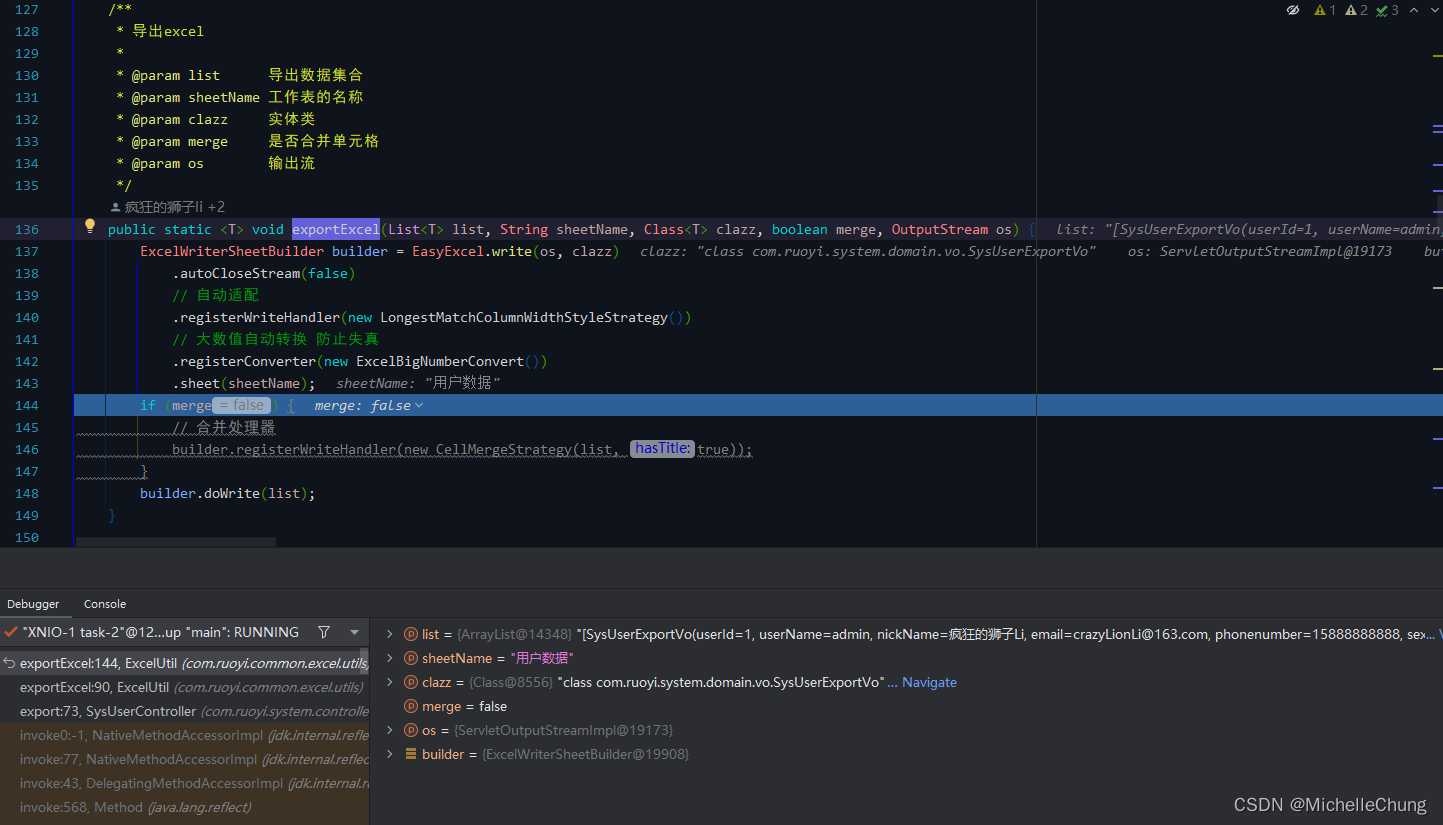 1 2 3
127 /**
128 * 导出excel
129 *
130 * @param list 导出数据集合
131 * @param sheetName 工作表的名称
132 * @param clazz 实体类
133 * @param merge 是否合并单元格
134 * @param os 输出流
135 */
疯狂的狮子li +2
136 public static <T> void exportExcel(List<T> list, String sheetName, Class<T> clazz, boolean merge, OutputStream os) { list: "[SysUserExportVo(userId=1, userName=admin,
137 ExcelWriterSheetBuilder builder = EasyExcel.write(os, clazz) clazz: "class com.ruoyi.system.domain.vo.SysUserExportVo" os: ServletOutputStreamImpl@19173 bu
138 .autoCloseStream(false)
139 // 自动适配
140 .registerWriteHandler(new LongestMatchColumnWidthStyleStrategy())
141 // 大数值自动转换 防止失真
142 .registerConverter(new ExcelBigNumberConvert())
143 .sheet(sheetName); sheetName: "用户数据"
144 if (merge = false ) { merge: false
145 // 合并处理器
146 builder.registerWriteHandler(new CellMergeStrategy(list, hasTitle: true));
147 }
148 builder.doWrite(list);
149 }
150
Debugger Console
"XNIO-1 task-2"@12...up "main": RUNNING
exportExcel:144, ExcelUtil (com.ruoyi.common.excel.utils)
exportExcel:90, ExcelUtil (com.ruoyi.common.excel.utils)
export:73, SysUserController (com.ruoyi.system.controlle
invoke0:-1, NativeMethodAccessorImpl (jdk.internal.refle
invoke:77, NativeMethodAccessorImpl (jdk.internal.reflec
invoke:43, DelegatingMethodAccessorImpl (jdk.internal.r
invoke:568, Method (java.lang.reflect)
list = {ArrayList@14348} "[SysUserExportVo(userId=1, userName=admin, nickName=疯狂的狮子Li, email=crazyLionLi@163.com, phonenumber=15888888888, sex... V
sheetName = "用户数据"
clazz = {Class@8556} "class com.ruoyi.system.domain.vo.SysUserExportVo" ... Navigate
merge = false
os = {ServletOutputStreamImpl@19173}
builder = {ExcelWriterSheetBuilder@19908}
CSDN @MichelleChung